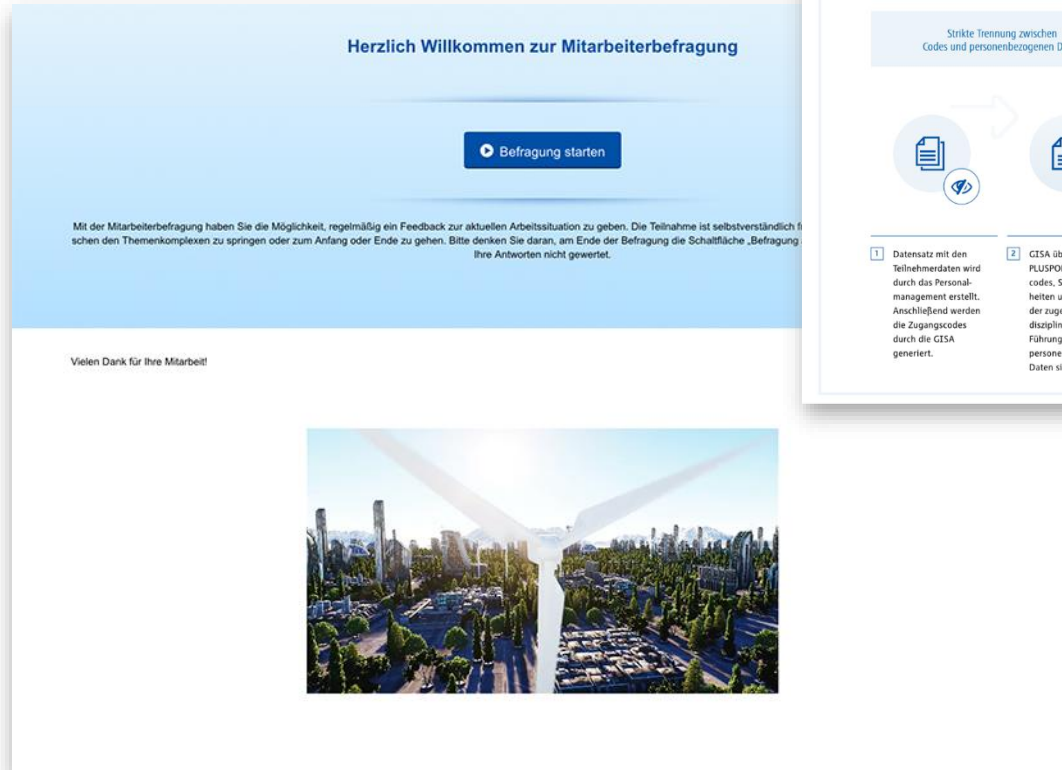 Herzlich Willkommen zur Mitarbeiterbefragung
Befragung starten
Mit der Mitarbeiterbefragung haben Sie die Möglichkeit, regelmäßig ein Feedback zur aktuellen Arbeitssituation zu geben. Die Teilnahme ist selbstverständlich
schen den Themenkomplexen zu springen oder zum Anfang oder Ende zu gehen. Bitte denken Sie daran, am Ende der Befragung die Schaltfläche „Befragung
Ihre Antworten nicht gewertet.
Vielen Dank für Ihre Mitarbeit!
Strikte Trennung zwischen
Codes und personenbezogenen D
1 Datensatz mit den
Teilnehmerdaten wird
durch das Personal-
management erstellt.
Anschließend werden
die Zugangscodes
durch die GISA
generiert.
2 GISA üb
PLUSPO
codes, S
heiten u
der zuge
disziplin
Führung
persone
Daten si